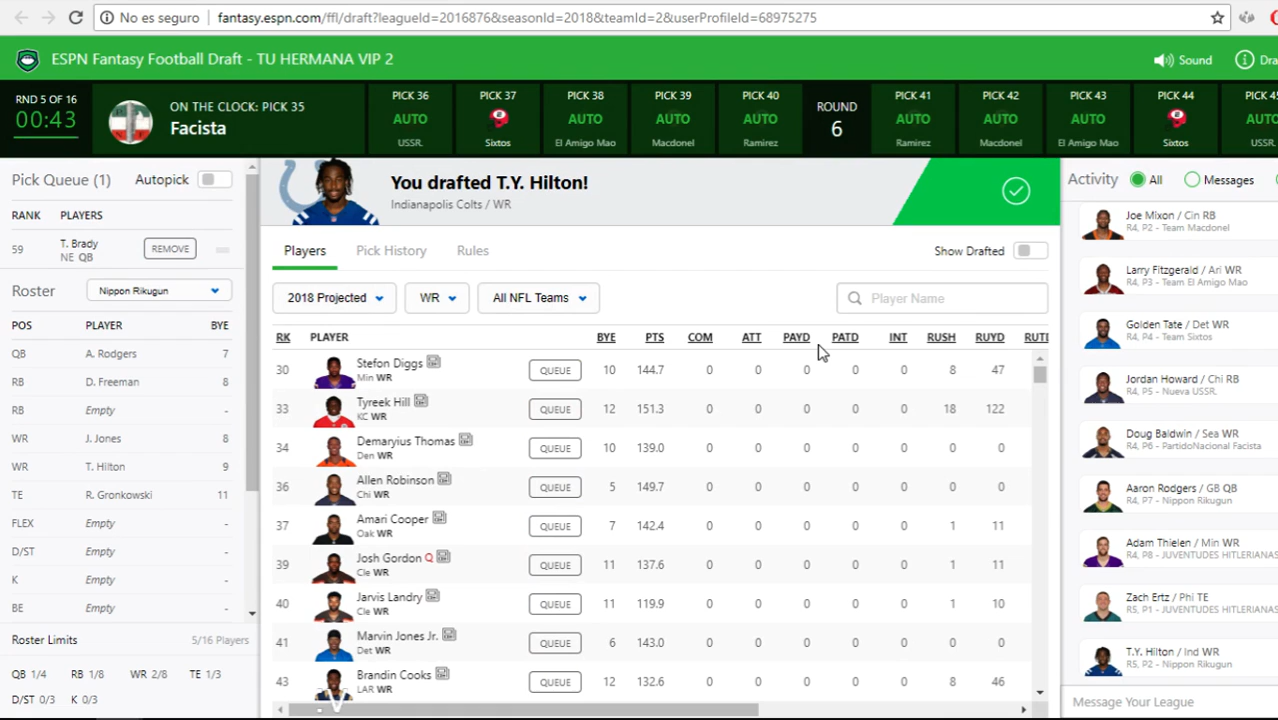 No es seguro | fantasy.espn.com/ffl/draft?leagueId=2016876&seasonId=2018&teamId=2&userProfileId=68975275
ESPN Fantasy Football Draft - TU HERMANA VIP 2
Sound
Dra
RND 5 OF 16
00:43
ON THE CLOCK: PICK 35
Facista
PICK 36
AUTO
USSR.
PICK 37
Sixtos
PICK 38
AUTO
El Amigo Mao
PICK 39
AUTO
Macdonel
PICK 40
AUTO
Ramirez
ROUND
6
PICK 41
AUTO
Ramirez
PICK 42
AUTO
Macdonel
PICK 43
AUTO
El Amigo Mao
PICK 44
Sixtos
PICK 45
AUTO
USSR.
Pick Queue (1)
Autopick
RANK PLAYERS
59 T. Brady REMOVE
NE QB
Roster
Nippon Rikugun
POS PLAYER BYE
QB A. Rodgers 7
RB D. Freeman 8
RB Empty -
WR J. Jones 8
WR T. Hilton 9
TE R. Gronkowski 11
FLEX Empty -
D/ST Empty -
K Empty -
BE Empty -
Roster Limits 5/16 Players
QB 1/4 RB 1/8 WR 2/8 TE 1/3
D/ST 0/3 K 0/3
You drafted T.Y. Hilton!
Indianapolis Colts / WR
Players Pick History Rules Show Drafted
2018 Projected WR All NFL Teams Player Name
RK PLAYER BYE PTS COM ATT PAYD PATD INT RUSH RUYD RUTD
30 Stefon Diggs Min WR QUEUE 10 144.7 0 0 0 0 0 8 47
33 Tyreek Hill KC WR QUEUE 12 151.3 0 0 0 0 0 18 122
34 Demaryius Thomas Den WR QUEUE 10 139.0 0 0 0 0 0 0 0
36 Allen Robinson Chi WR QUEUE 5 149.7 0 0 0 0 0 0 0
37 Amari Cooper Oak WR QUEUE 7 142.4 0 0 0 0 0 1 11
39 Josh Gordon Q Cle WR QUEUE 11 137.6 0 0 0 0 0 1 11
40 Jarvis Landry Cle WR QUEUE 11 119.9 0 0 0 0 0 1 10
41 Marvin Jones Jr. Det WR QUEUE 6 143.0 0 0 0 0 0 0 0
43 Brandin Cooks LAR WR QUEUE 12 132.6 0 0 0 0 0 8 46
Activity All Messages
Joe Mixon / Cin RB
R4, P2 - Team Macdonel
Larry Fitzgerald / Ari WR
R4, P3 - Team El Amigo Mao
Golden Tate / Det WR
R4, P4 - Team Sixtos
Jordan Howard / Chi RB
R4, P5 - Nueva USSR.
Doug Baldwin / Sea WR
R4, P6 - PartidoNacional Facista
Aaron Rodgers / GB QB
R4, P7 - Nippon Rikugun
Adam Thielen / Min WR
R4, P8 - JUVENTUDES HITLERIANAS
Zach Ertz / Phi TE
R5, P1 - JUVENTUDES HITLERIANAS
T.Y. Hilton / Ind WR
R5, P2 - Nippon Rikugun
Message Your League